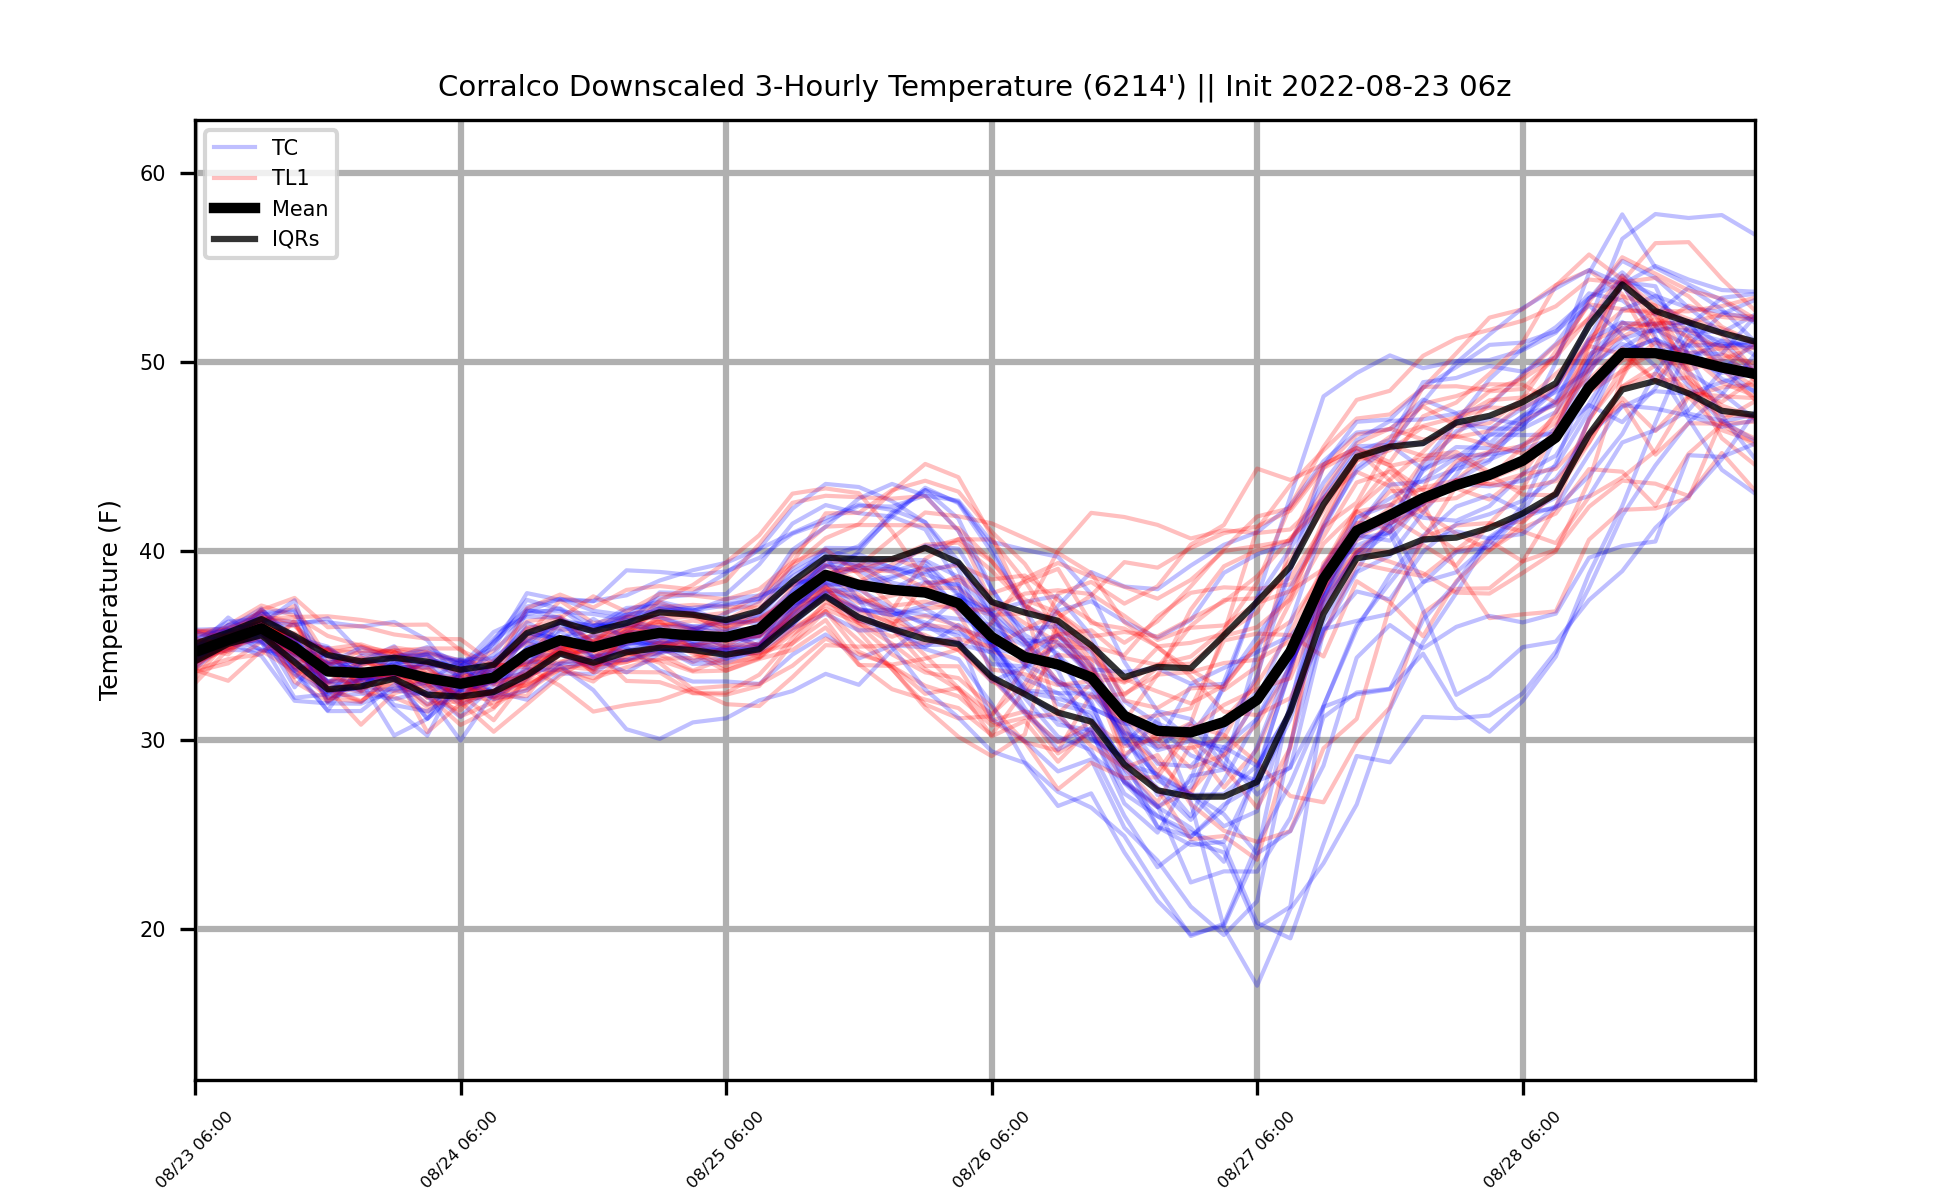 Corralco Downscaled 3-Hourly Temperature (6214') || Init 2022-08-23 06z
TC
TL1
Mean
IQRs
Temperature (F)
60
50
40
30
20
08/23 06:00
08/24 06:00
08/25 06:00
08/26 06:00
08/27 06:00
08/28 06:00